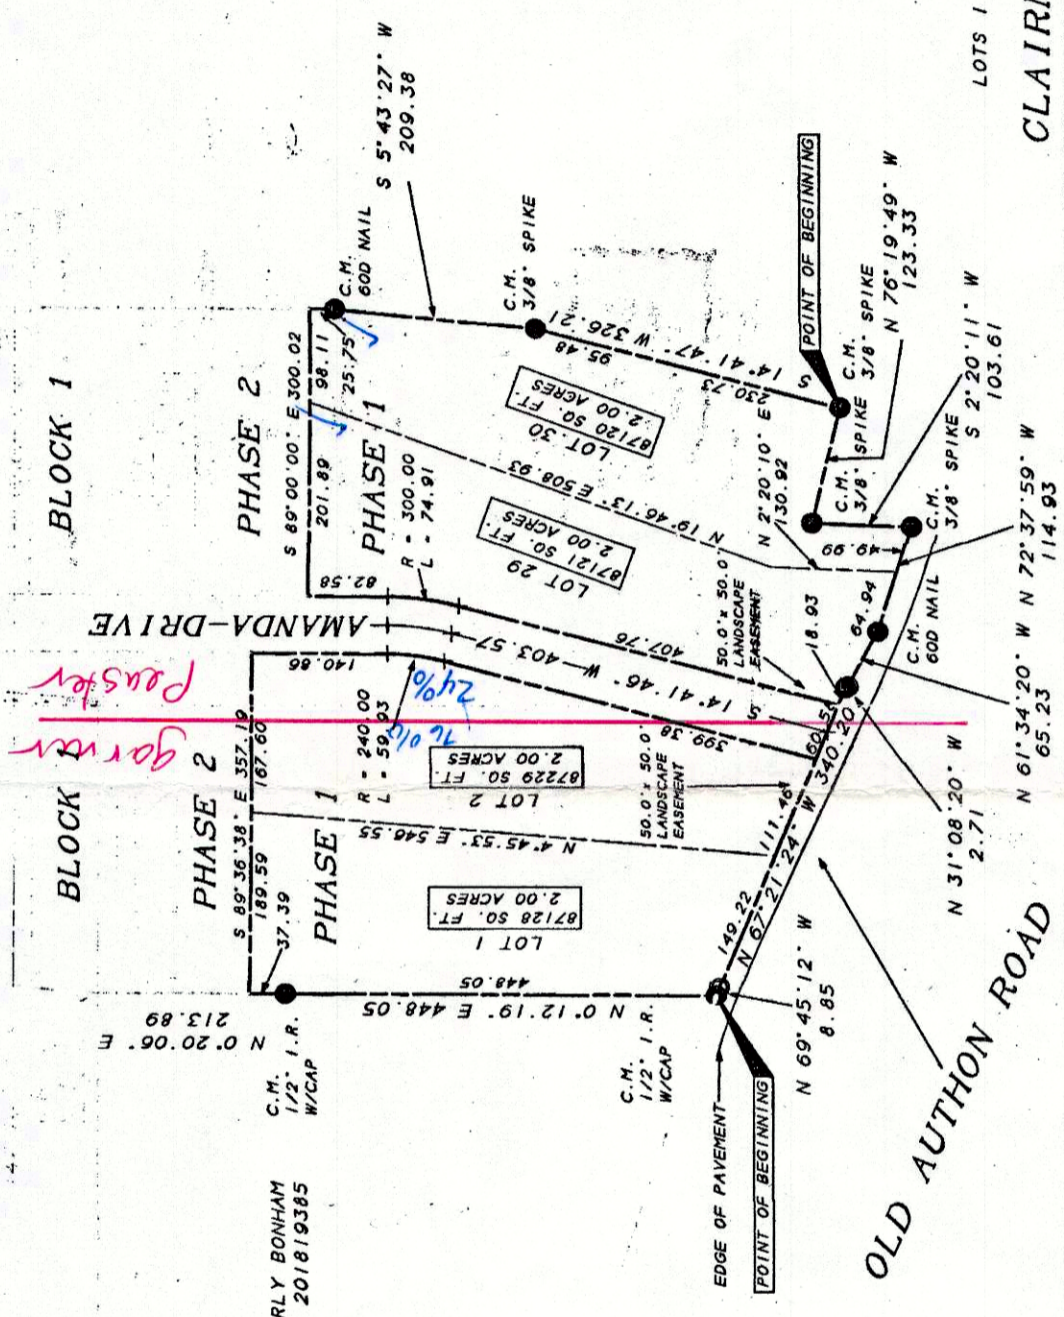 BLOCK 1
PHASE 2
S 89°00'00" E 300.02
201.89
98.11
25.75
C.M.
60D NAIL
S 5°43'27" W
209.38
PHASE 1
82.58
R = 300.00
L = 74.91
C.M.
3/8" SPIKE
S 14°41'47" W 326.21
95.48
230.73
LOT 30
87120 SQ. FT.
2.00 ACRES
N 19°46'13" E 508.93
LOT 29
87121 SQ. FT.
2.00 ACRES
N 2°20'10" E
130.92
POINT OF BEGINNING
C.M.
3/8" SPIKE
N 76°19'49" W
123.33
C.M.
3/8" SPIKE
S 2°20'11" W
103.61
49.99
C.M.
3/8" SPIKE
N 72°37'59" W
114.93
64.94
C.M.
60D NAIL
N 61°34'20" W
65.23
18.93
N 31°08'20" W
2.71
50.0' x 50.0'
LANDSCAPE
EASEMENT
407.76
AMANDA-DRIVE
S 14°41'46" W-403.57
399.38
Peaster
garner
24%
76%
BLOCK 1
PHASE 2
S 89°36'38" E 357.19
189.59
167.60
140.86
37.39
PHASE 1
R = 240.00
L = 59.93
LOT 2
87229 SQ. FT.
2.00 ACRES
50.0' x 50.0'
LANDSCAPE
EASEMENT
N 4°45'53" E 546.55
LOT 1
87128 SQ. FT.
2.00 ACRES
448.05
N 0°12'19" E 448.05
N 0°20'06" E
213.89
C.M.
1/2" I.R.
W/CAP
C.M.
1/2" I.R.
W/CAP
149.22
111.46
N 67°21'24" W 340.20
N 69°45'12" W
8.85
EDGE OF PAVEMENT
POINT OF BEGINNING
OLD AUTHON ROAD
RLY BONHAM
201819385
LOTS 1